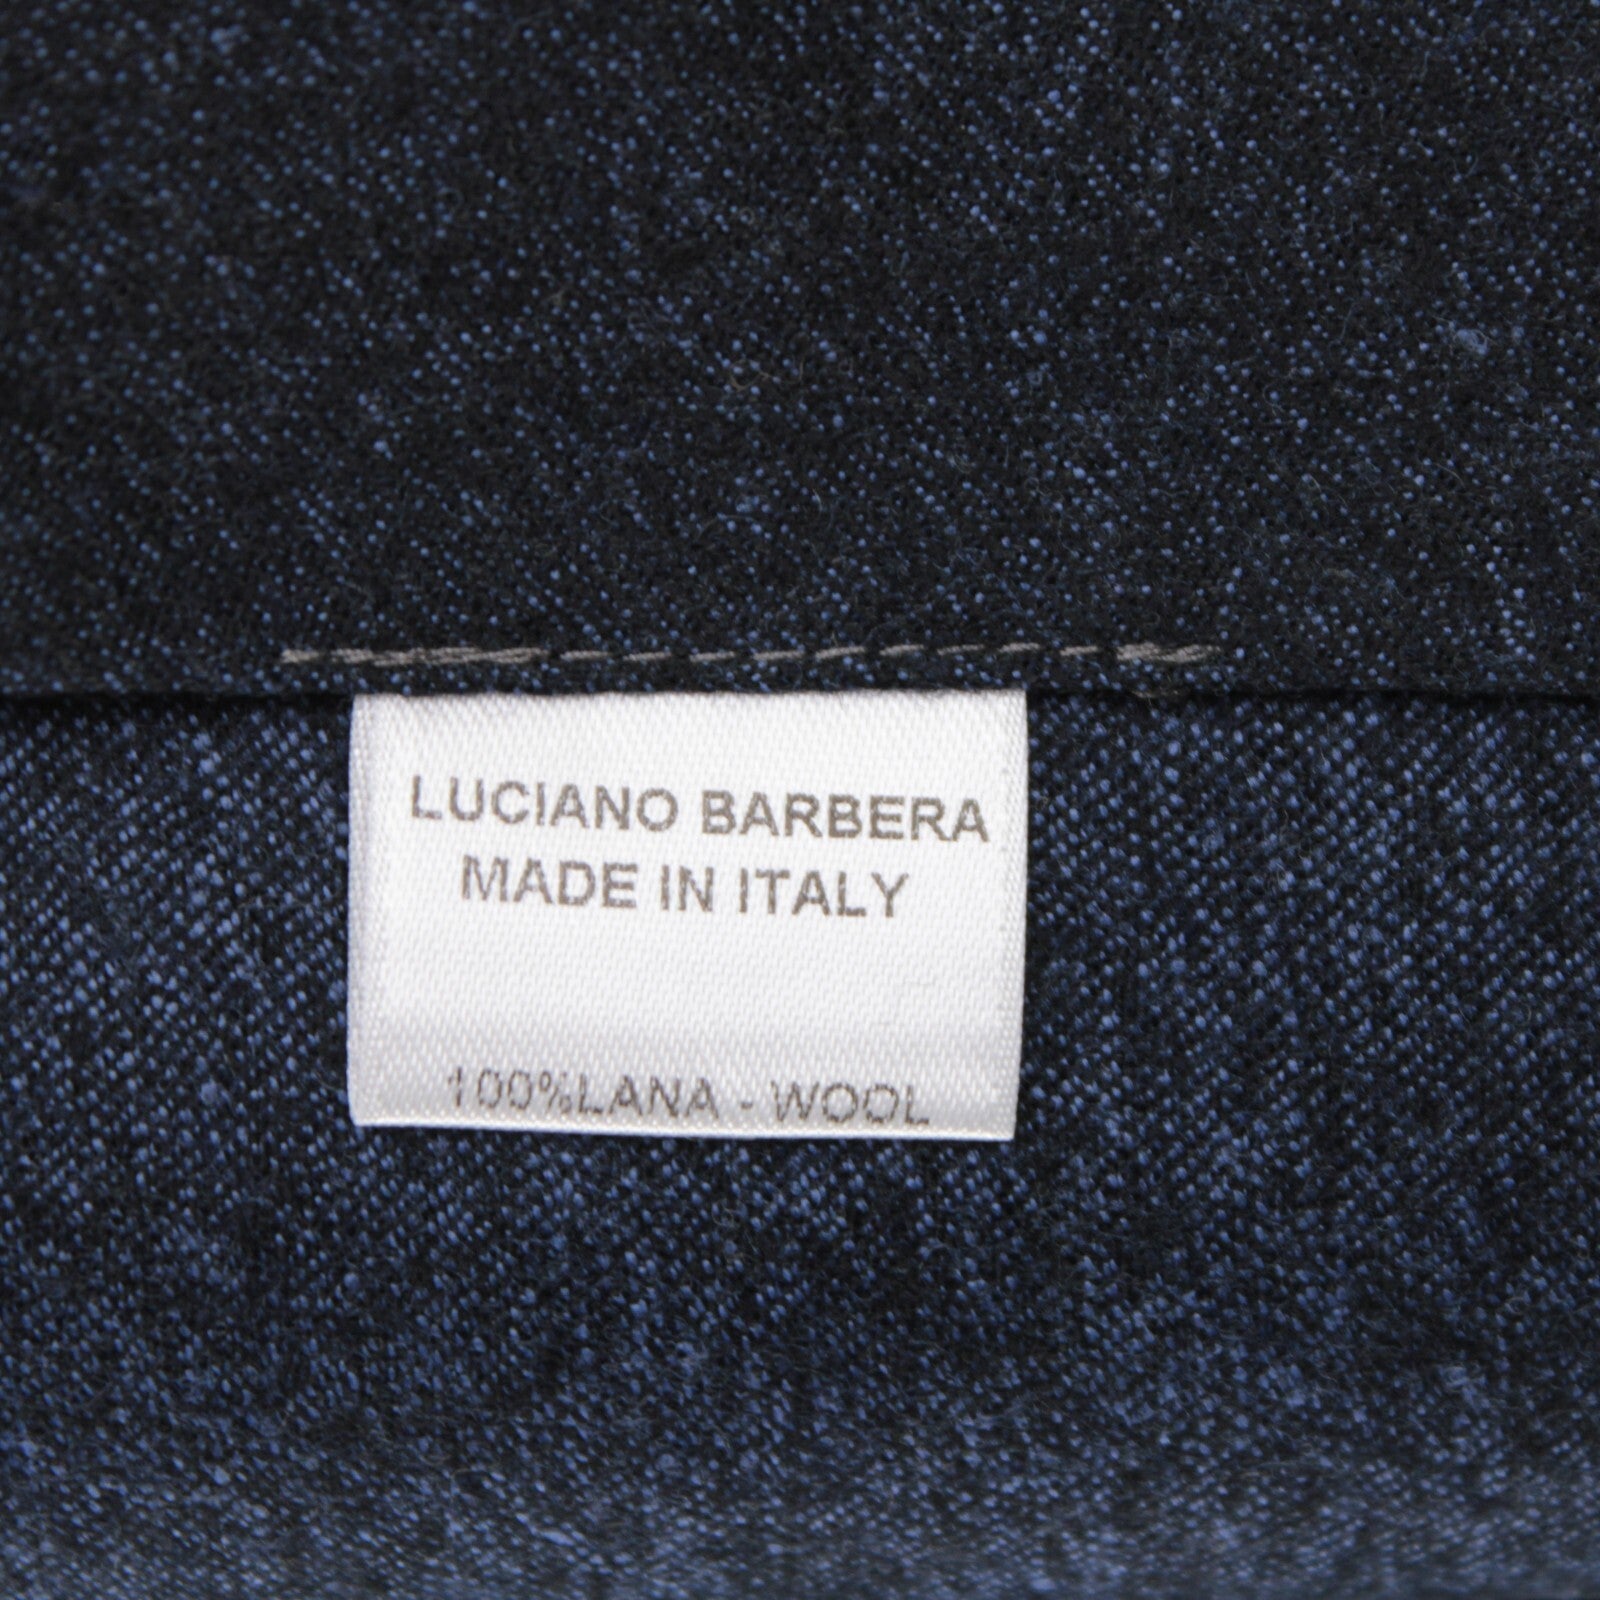 LUCIANO BARBERA
MADE IN ITALY
100%LANA - WOOL